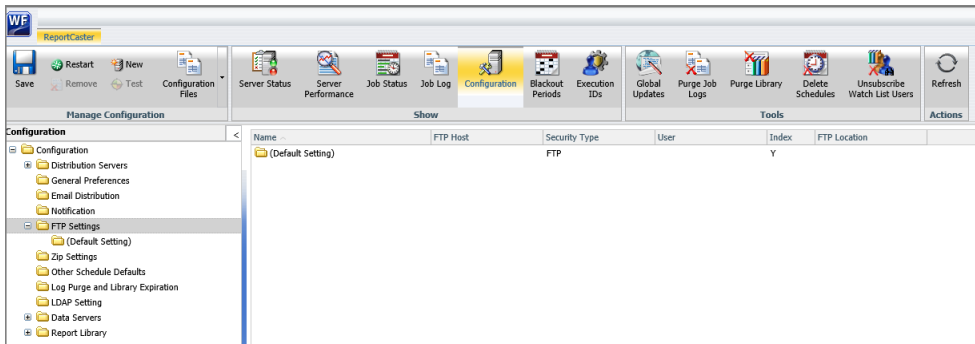 WF
ReportCaster
Save
Restart
Remove
New
Test
Configuration Files
Manage Configuration
Server Status
Server Performance
Job Status
Job Log
Configuration
Blackout Periods
Execution IDs
Show
Global Updates
Purge Job Logs
Purge Library
Delete Schedules
Unsubscribe Watch List Users
Tools
Refresh
Actions
Configuration <
Configuration
Distribution Servers
General Preferences
Email Distribution
Notification
FTP Settings
(Default Setting)
Zip Settings
Other Schedule Defaults
Log Purge and Library Expiration
LDAP Setting
Data Servers
Report Library
Name FTP Host Security Type User Index FTP Location
(Default Setting) FTP Y